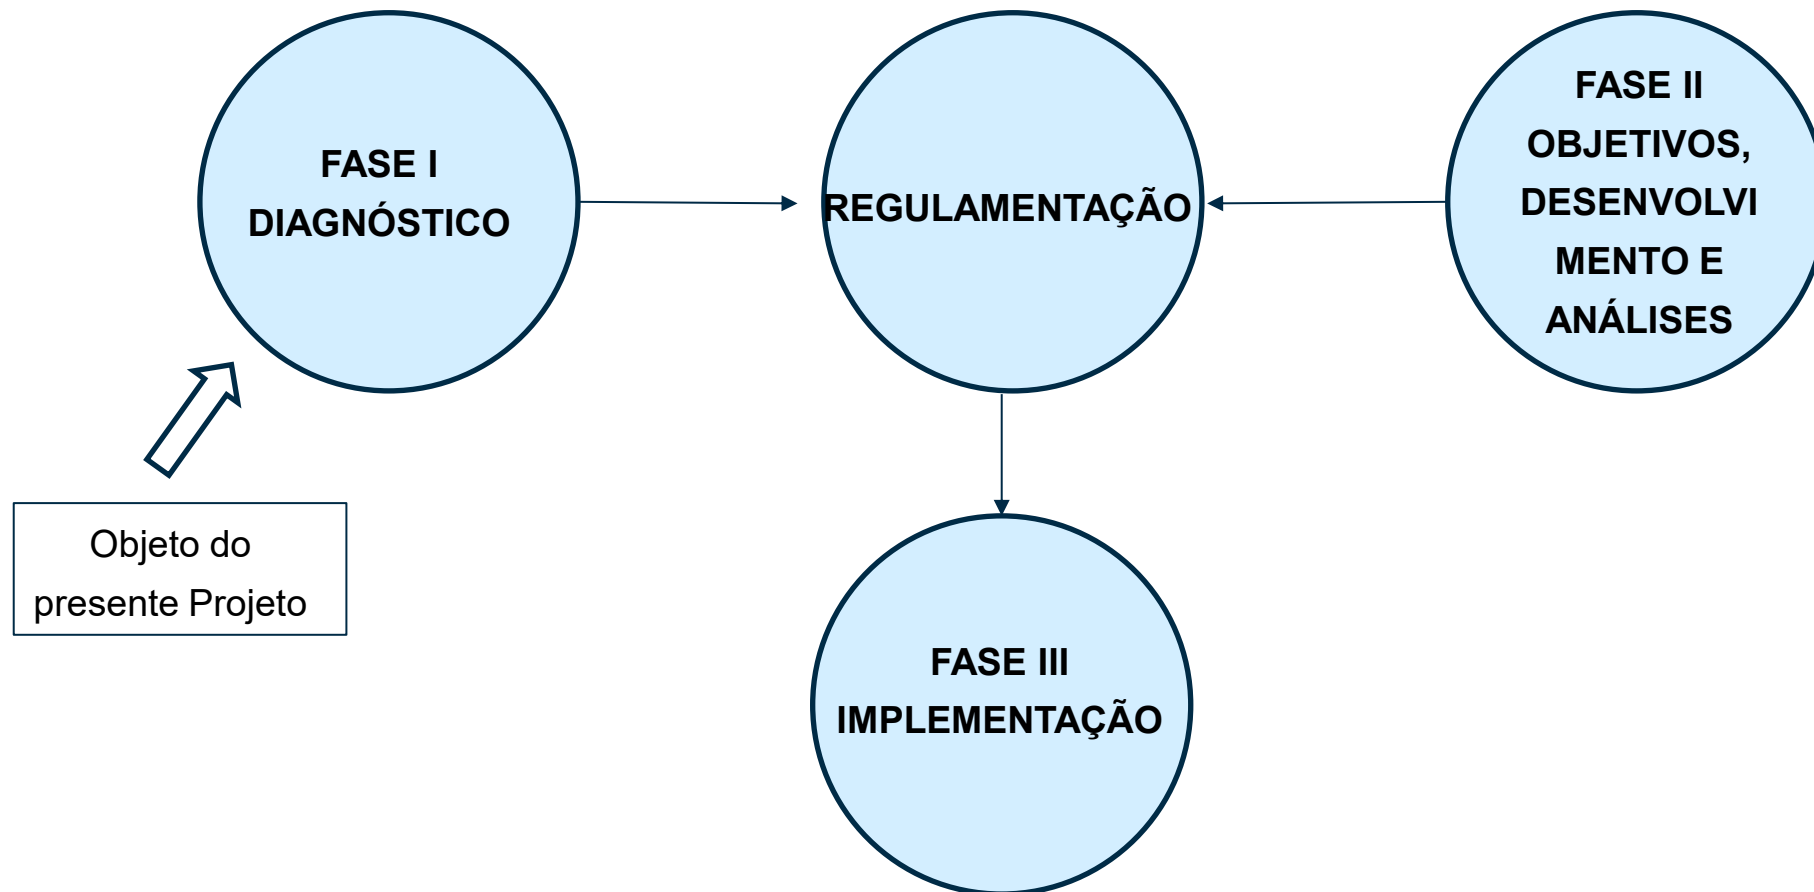 FASE I
DIAGNÓSTICO
REGULAMENTAÇÃO
FASE II
OBJETIVOS,
DESENVOLVI
MENTO E
ANÁLISES
Objeto do
presente Projeto
FASE III
IMPLEMENTAÇÃO